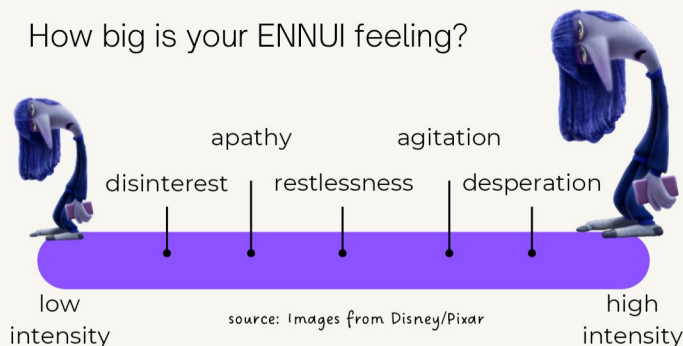 How big is your ENNUI feeling?
apathy
agitation
disinterest
restlessness
desperation
low
intensity
high
intensity
source: Images from Disney/Pixar